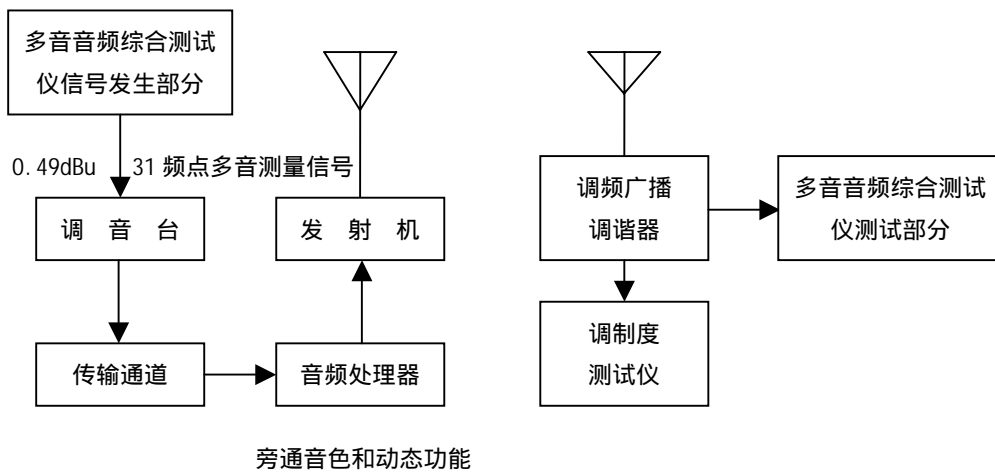 多音音频综合测试
仪信号发生部分
0.49dBu
31 频点多音测量信号
调 音 台
发 射 机
传输通道
音频处理器
旁通音色和动态功能
调频广播
调谐器
多音音频综合测试
仪测试部分
调制度
测试仪